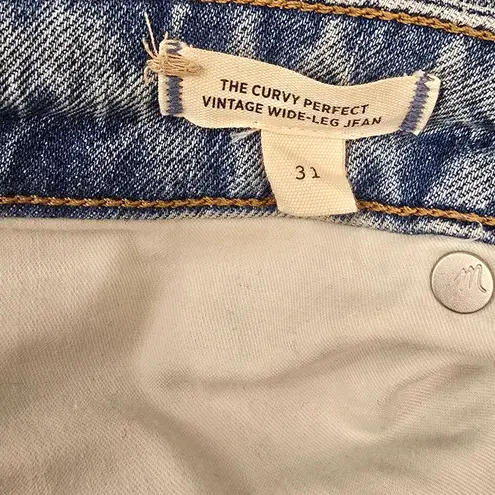 THE CURVY PERFECT
VINTAGE WIDE-LEG JEAN
31
m